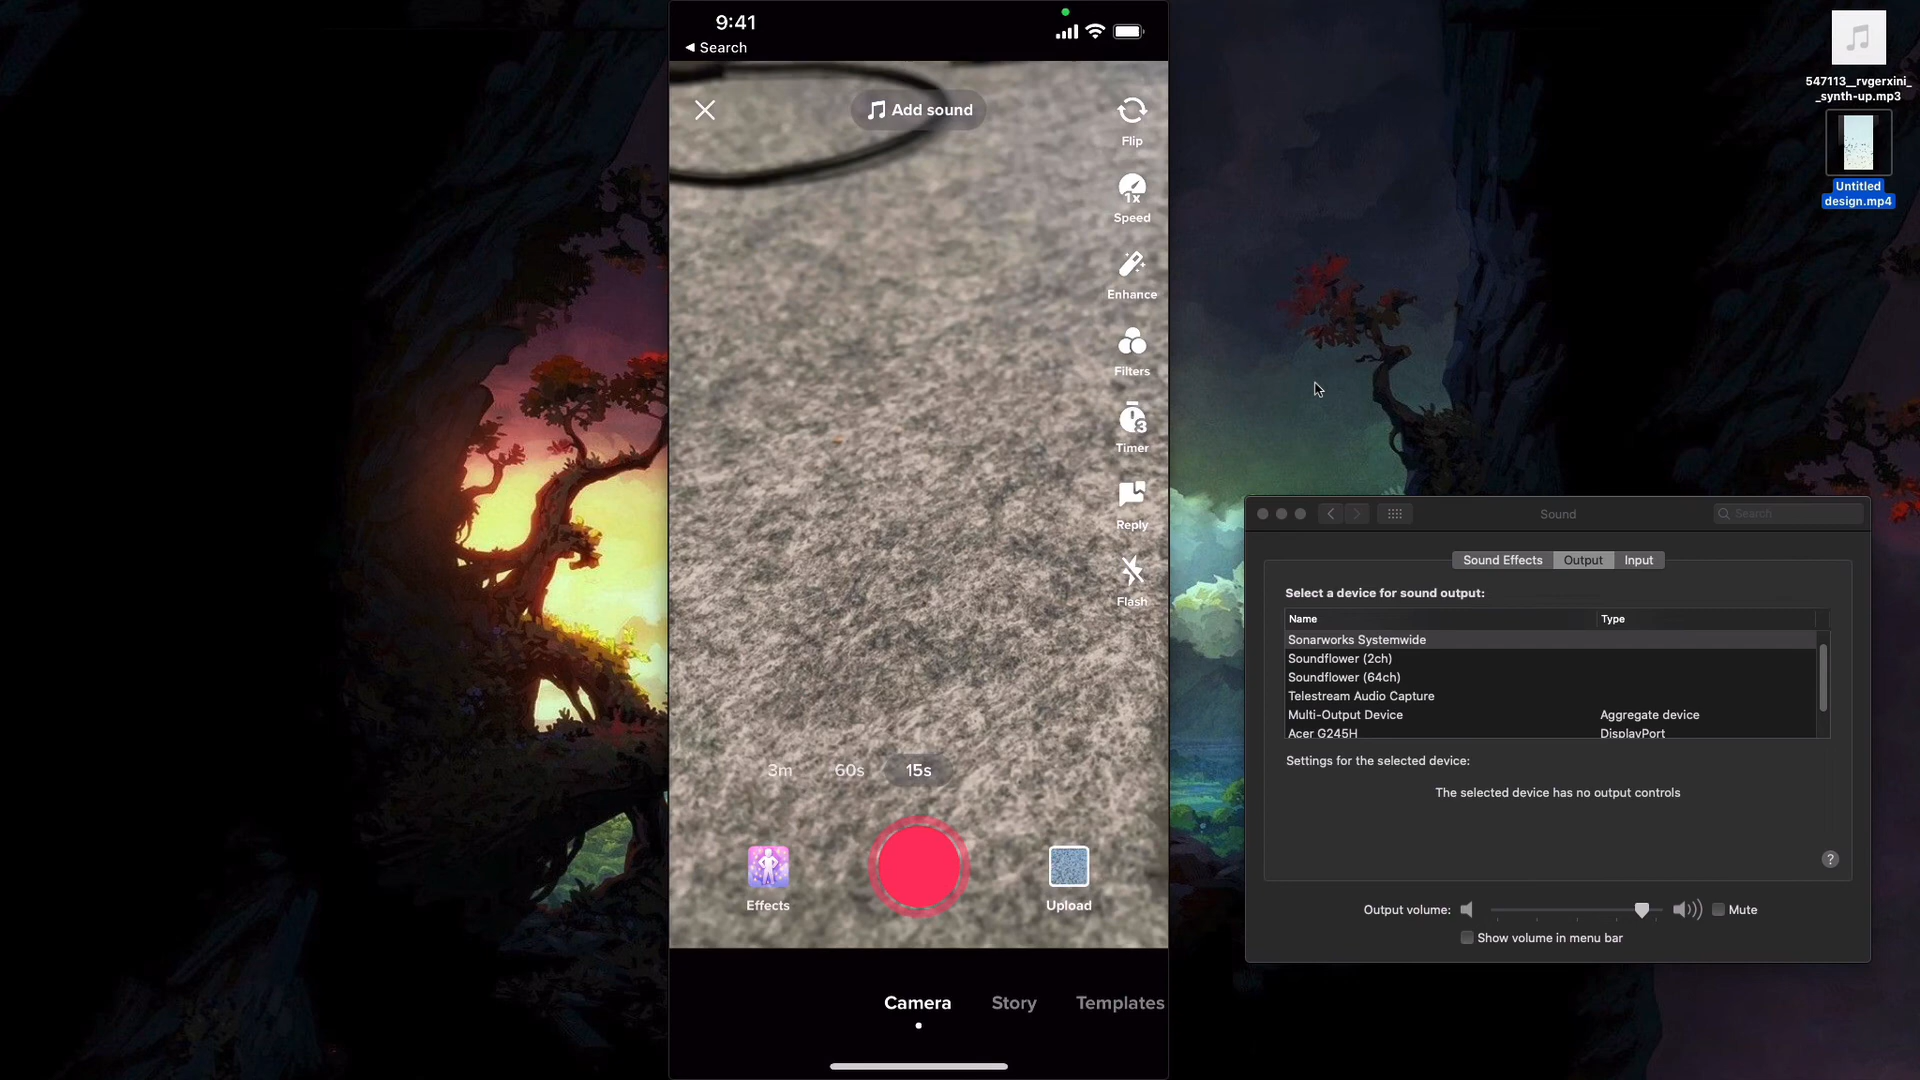 9:41
◀ Search
Add sound
Flip
1x
Speed
Enhance
Filters
3
Timer
Reply
Flash
3m 60s 15s
Effects
Upload
Camera Story Templates
547113__rvgerxini_
_synth-up.mp3
Untitled
design.mp4
Sound
Search
Sound Effects Output Input
Select a device for sound output:
Name Type
Sonarworks Systemwide
Soundflower (2ch)
Soundflower (64ch)
Telestream Audio Capture
Multi-Output Device Aggregate device
Acer G245H DisplayPort
Settings for the selected device:
The selected device has no output controls
?
Output volume: Mute
Show volume in menu bar